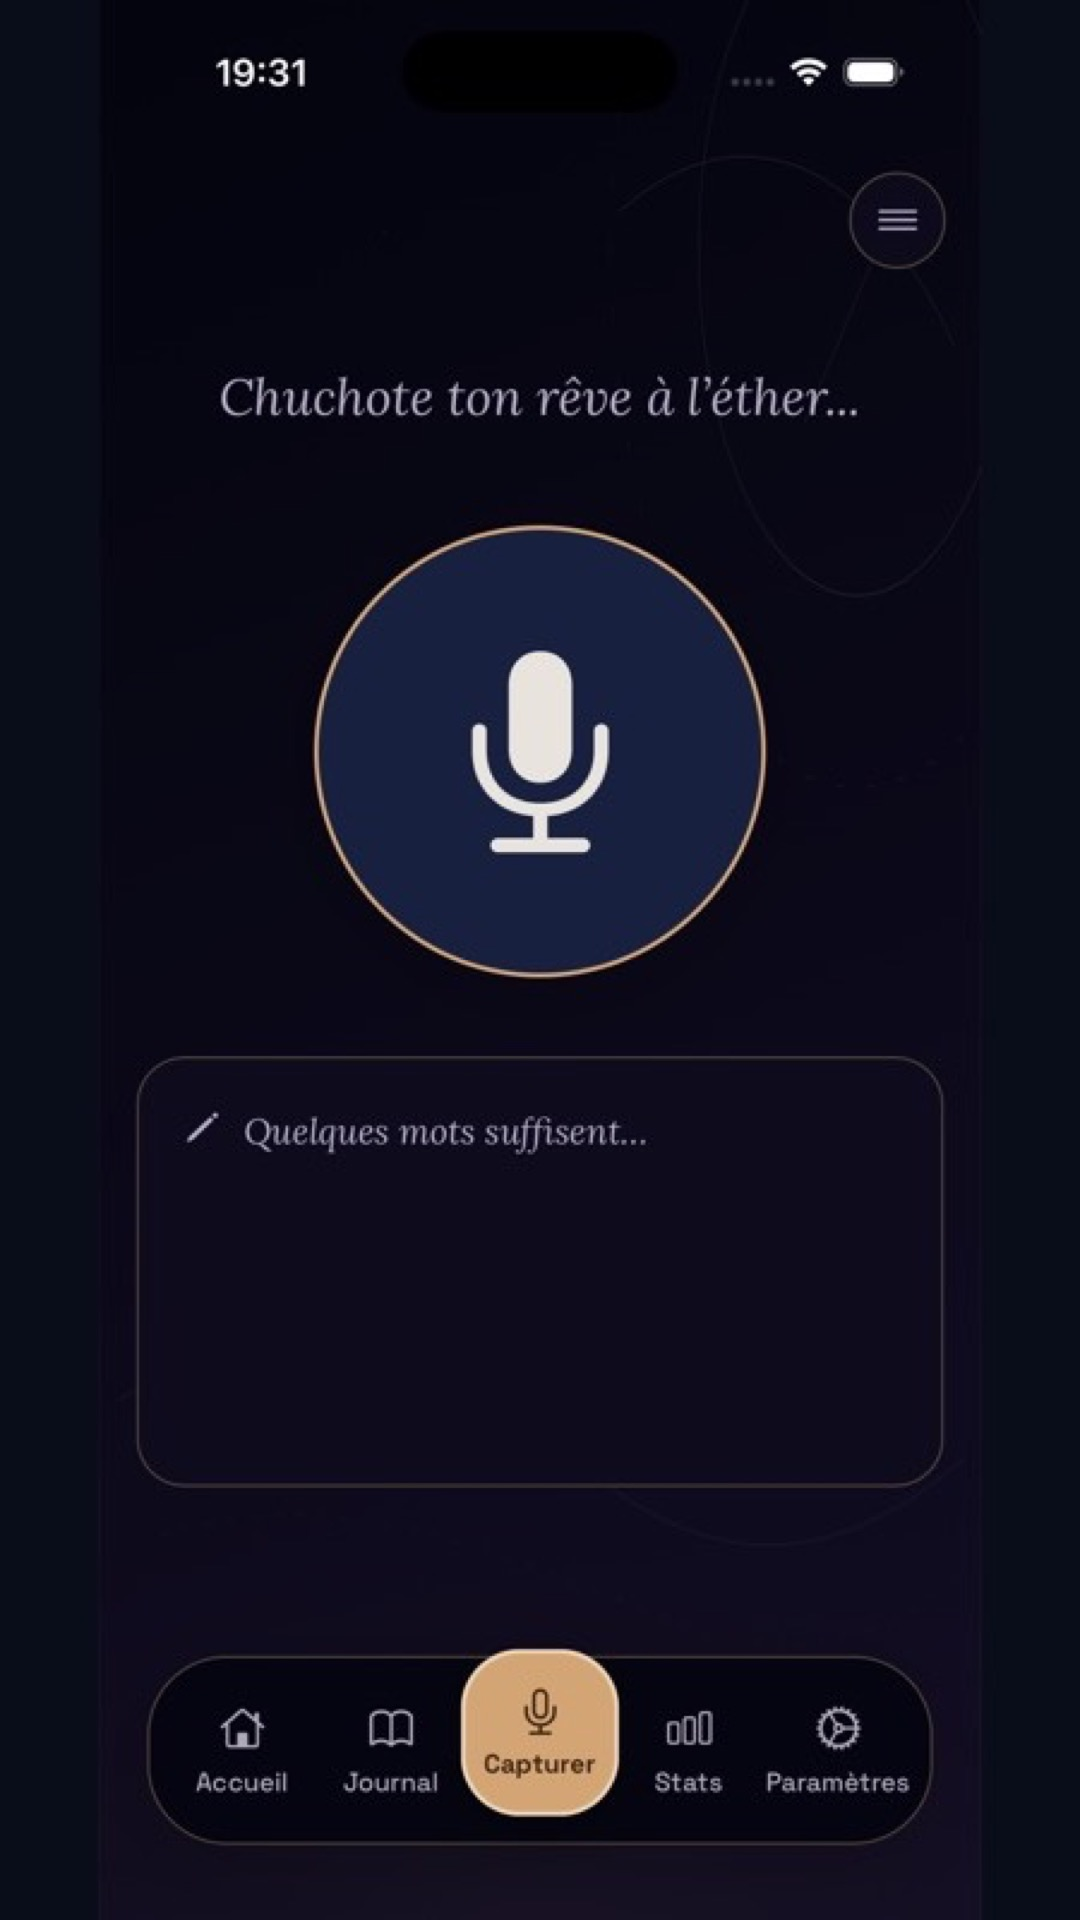 19:31
Chuchote ton rêve à l’éther...
Quelques mots suffisent...
Accueil
Journal
Capturer
Stats
Paramètres